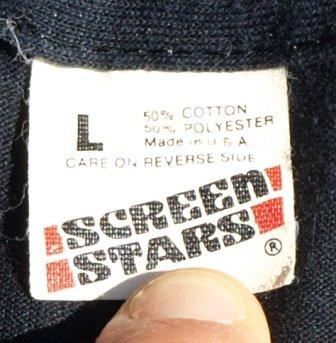 L
50% COTTON
50% POLYESTER
Made in U.S.A.
CARE ON REVERSE SIDE
SCREEN
STARS
®